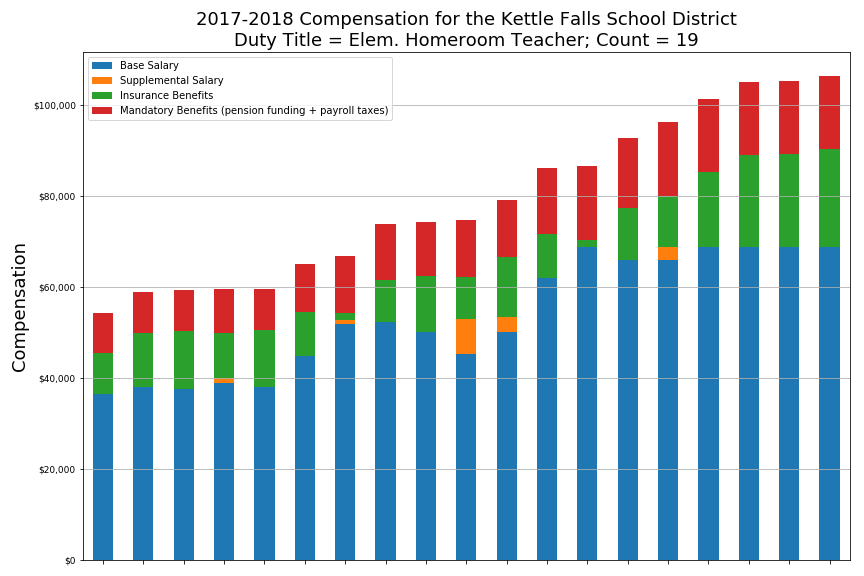 2017-2018 Compensation for the Kettle Falls School District
Duty Title = Elem. Homeroom Teacher; Count = 19
Base Salary
Supplemental Salary
Insurance Benefits
Mandatory Benefits (pension funding + payroll taxes)
$100,000
$80,000
$60,000
$40,000
$20,000
$0
Compensation